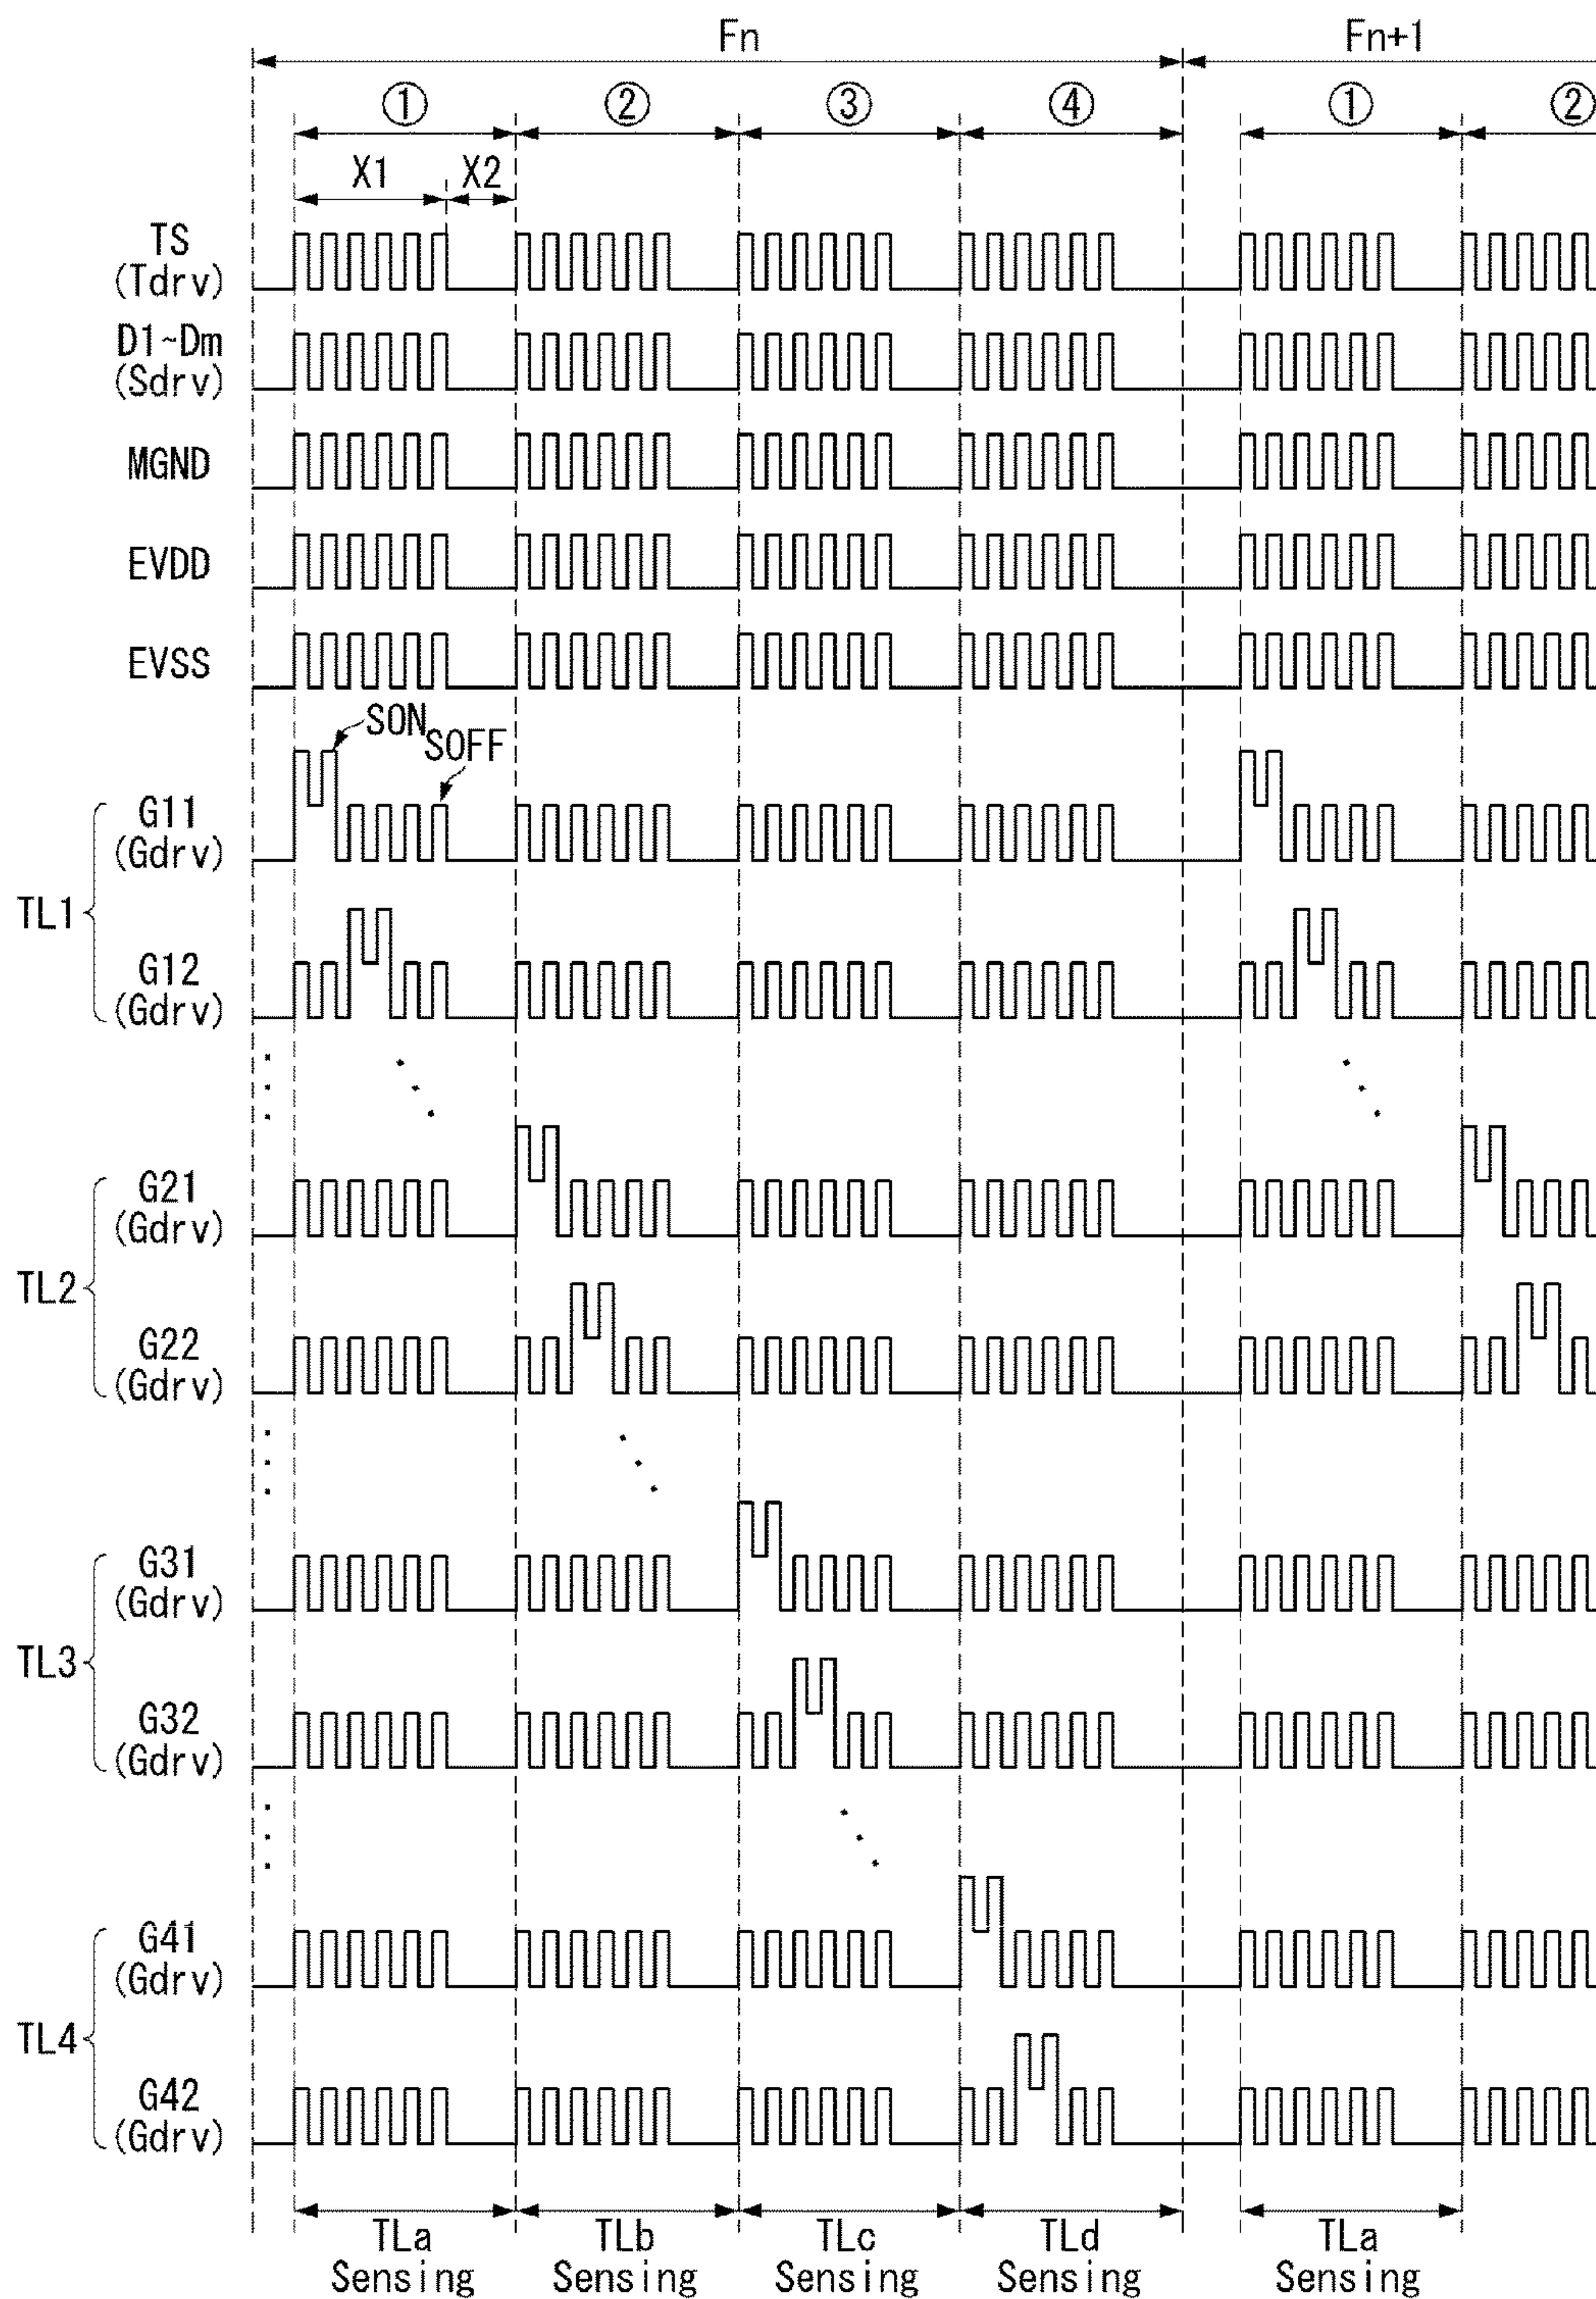 Fn
Fn+1
①
②
③
④
①
②
X1
X2
TS
(Tdrv)
D1~Dm
(Sdrv)
MGND
EVDD
EVSS
SON
SOFF
TL1
G11
(Gdrv)
G12
(Gdrv)
TL2
G21
(Gdrv)
G22
(Gdrv)
TL3
G31
(Gdrv)
G32
(Gdrv)
TL4
G41
(Gdrv)
G42
(Gdrv)
TLa
Sensing
TLb
Sensing
TLc
Sensing
TLd
Sensing
TLa
Sensing